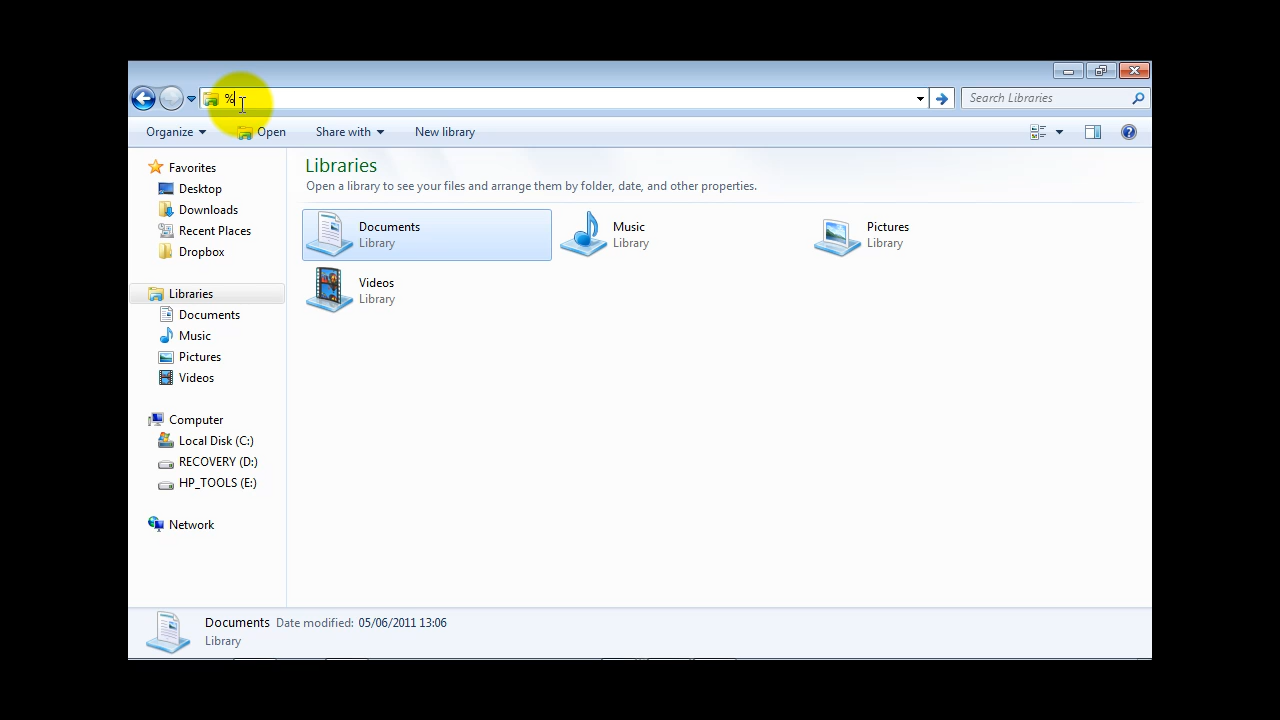 %
Search Libraries
Organize
Open
Share with
New library
Favorites
Desktop
Downloads
Recent Places
Dropbox
Libraries
Documents
Music
Pictures
Videos
Computer
Local Disk (C:)
RECOVERY (D:)
HP_TOOLS (E:)
Network
Libraries
Open a library to see your files and arrange them by folder, date, and other properties.
Documents
Library
Music
Library
Pictures
Library
Videos
Library
Documents Date modified: 05/06/2011 13:06
Library